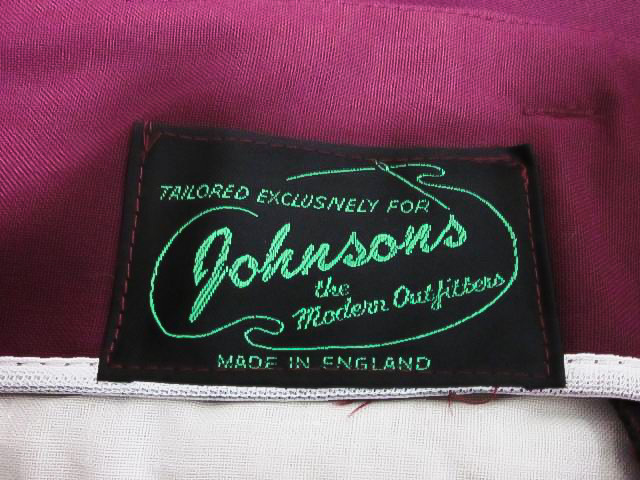 TAILORED EXCLUSIVELY FOR
Johnsons
the
Modern Outfitters
MADE IN ENGLAND